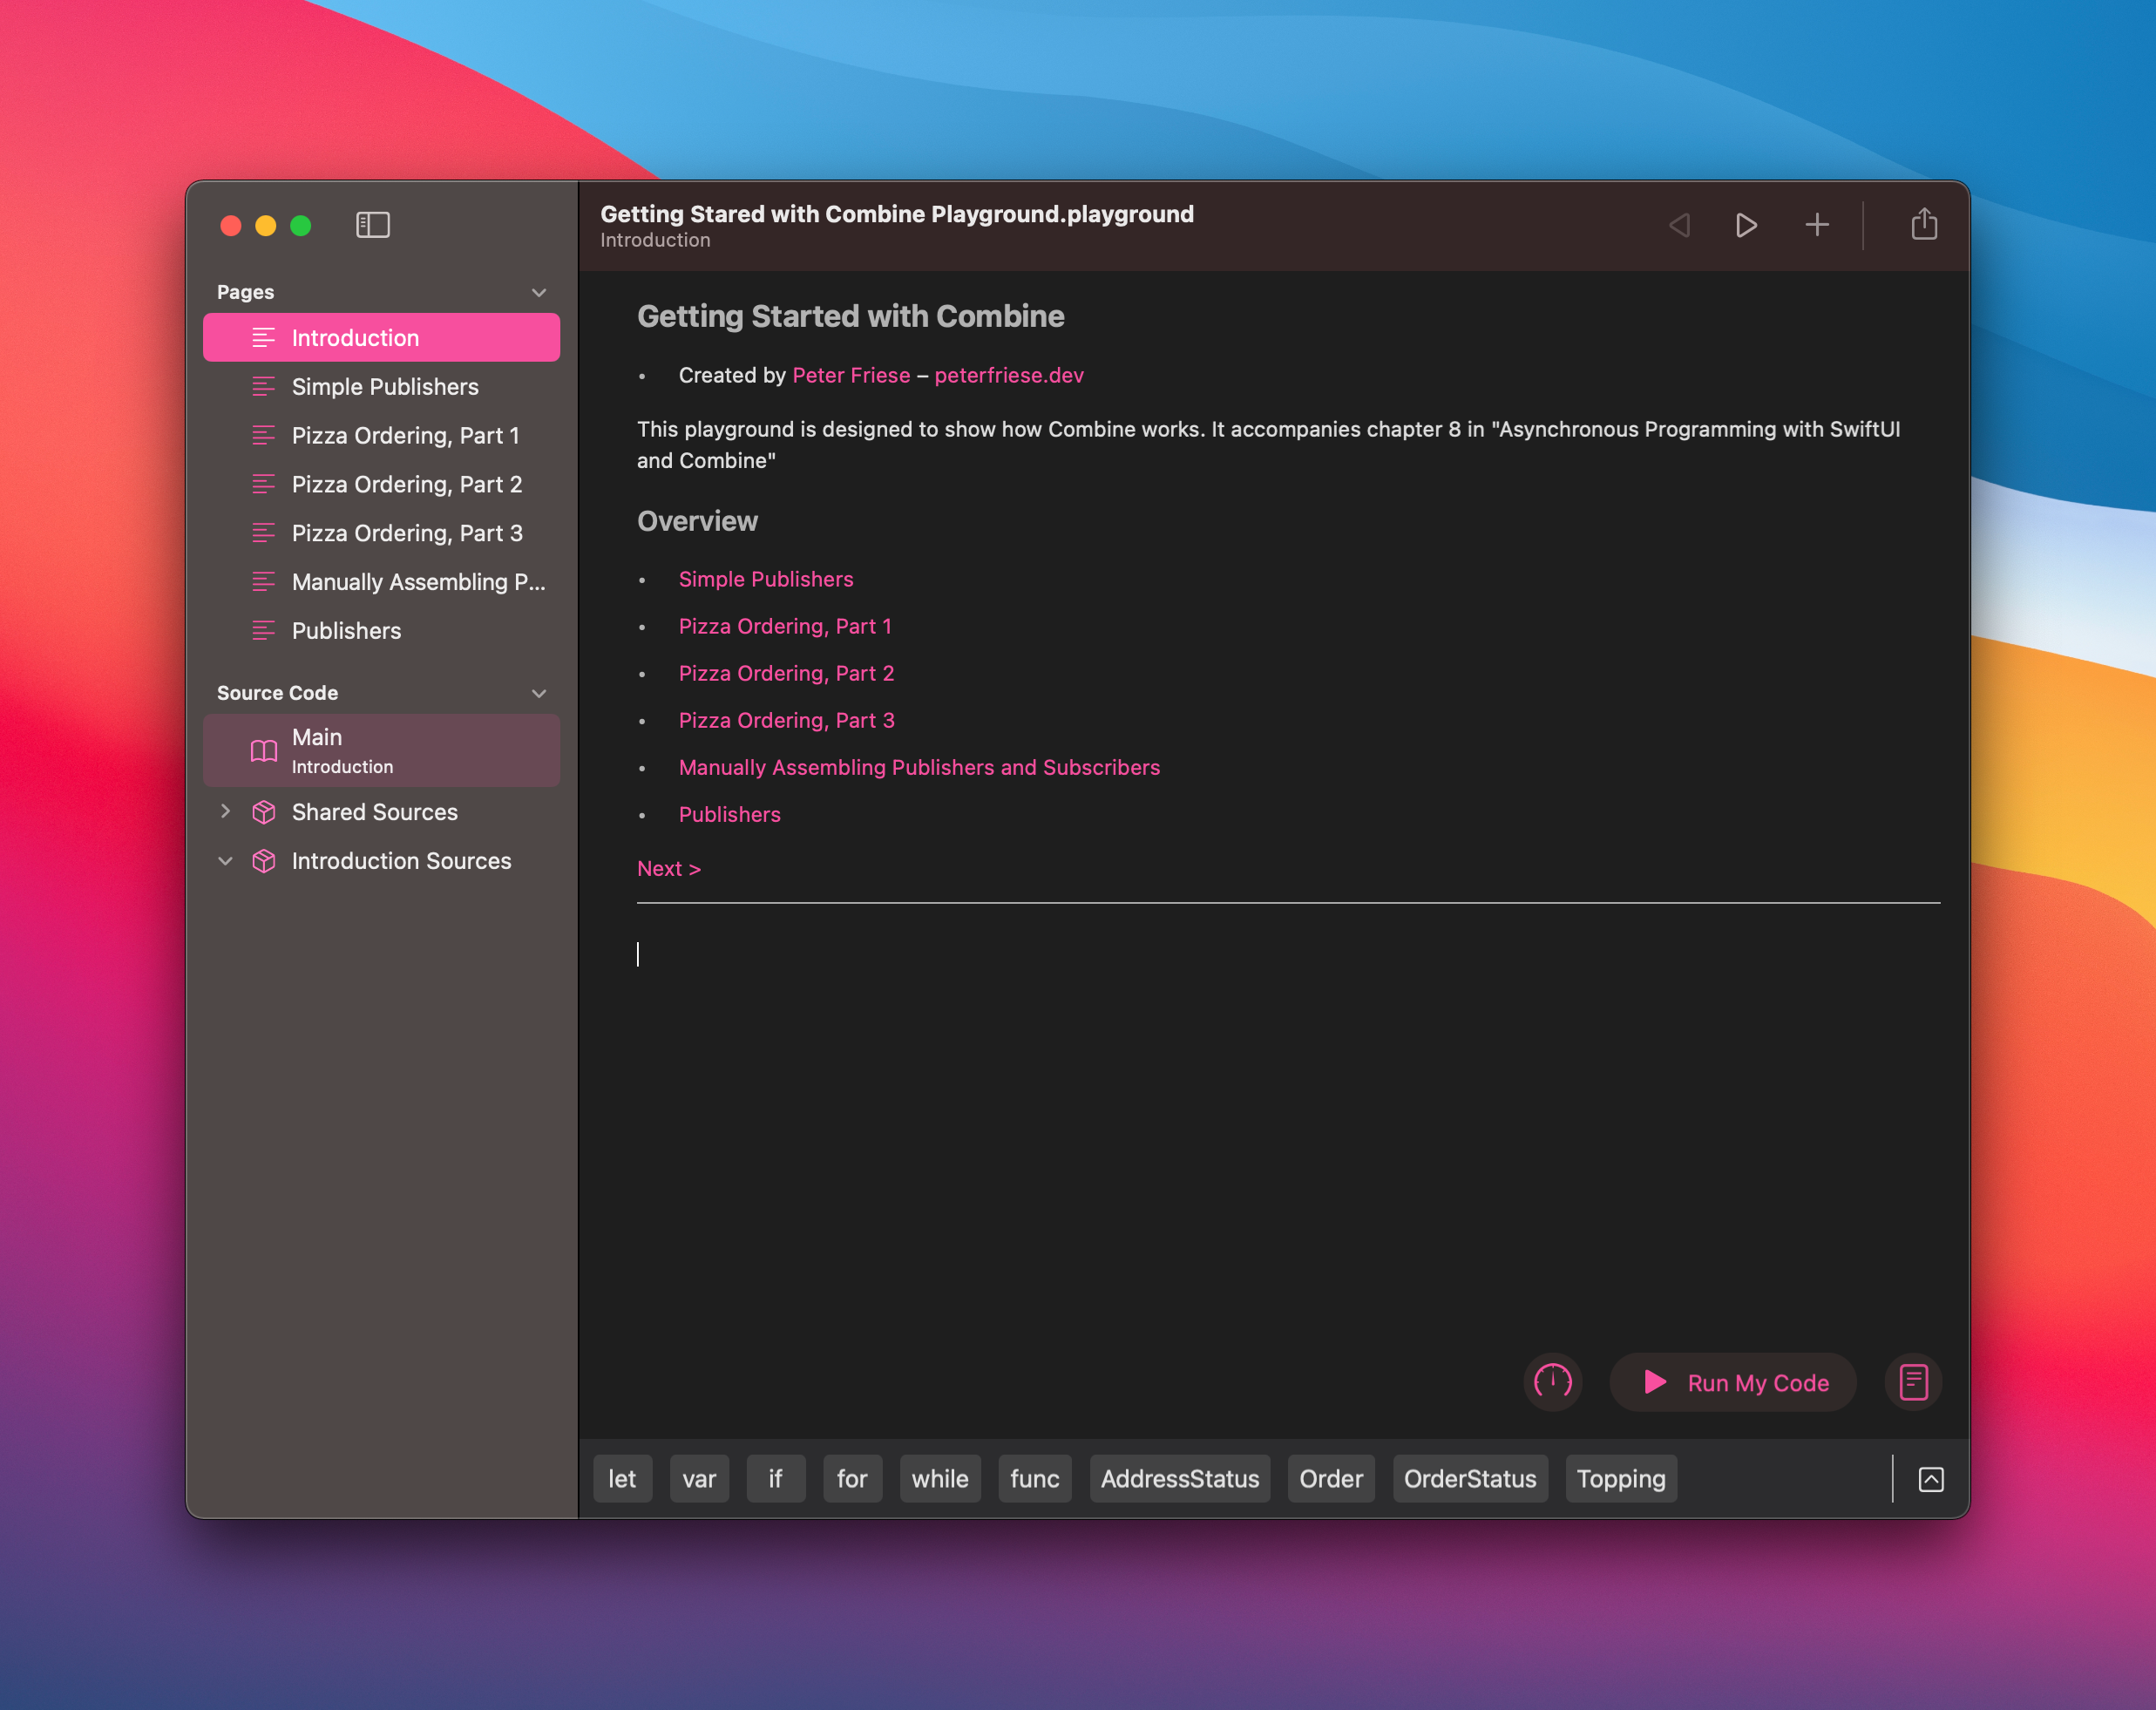 Pages
Introduction
Simple Publishers
Pizza Ordering, Part 1
Pizza Ordering, Part 2
Pizza Ordering, Part 3
Manually Assembling P...
Publishers
Source Code
Main
Introduction
Shared Sources
Introduction Sources
Getting Stared with Combine Playground.playground
Introduction
Getting Started with Combine
• Created by Peter Friese – peterfriese.dev
This playground is designed to show how Combine works. It accompanies chapter 8 in "Asynchronous Programming with SwiftUI
and Combine"
Overview
• Simple Publishers
• Pizza Ordering, Part 1
• Pizza Ordering, Part 2
• Pizza Ordering, Part 3
• Manually Assembling Publishers and Subscribers
• Publishers
Next >
Run My Code
let var if for while func AddressStatus Order OrderStatus Topping